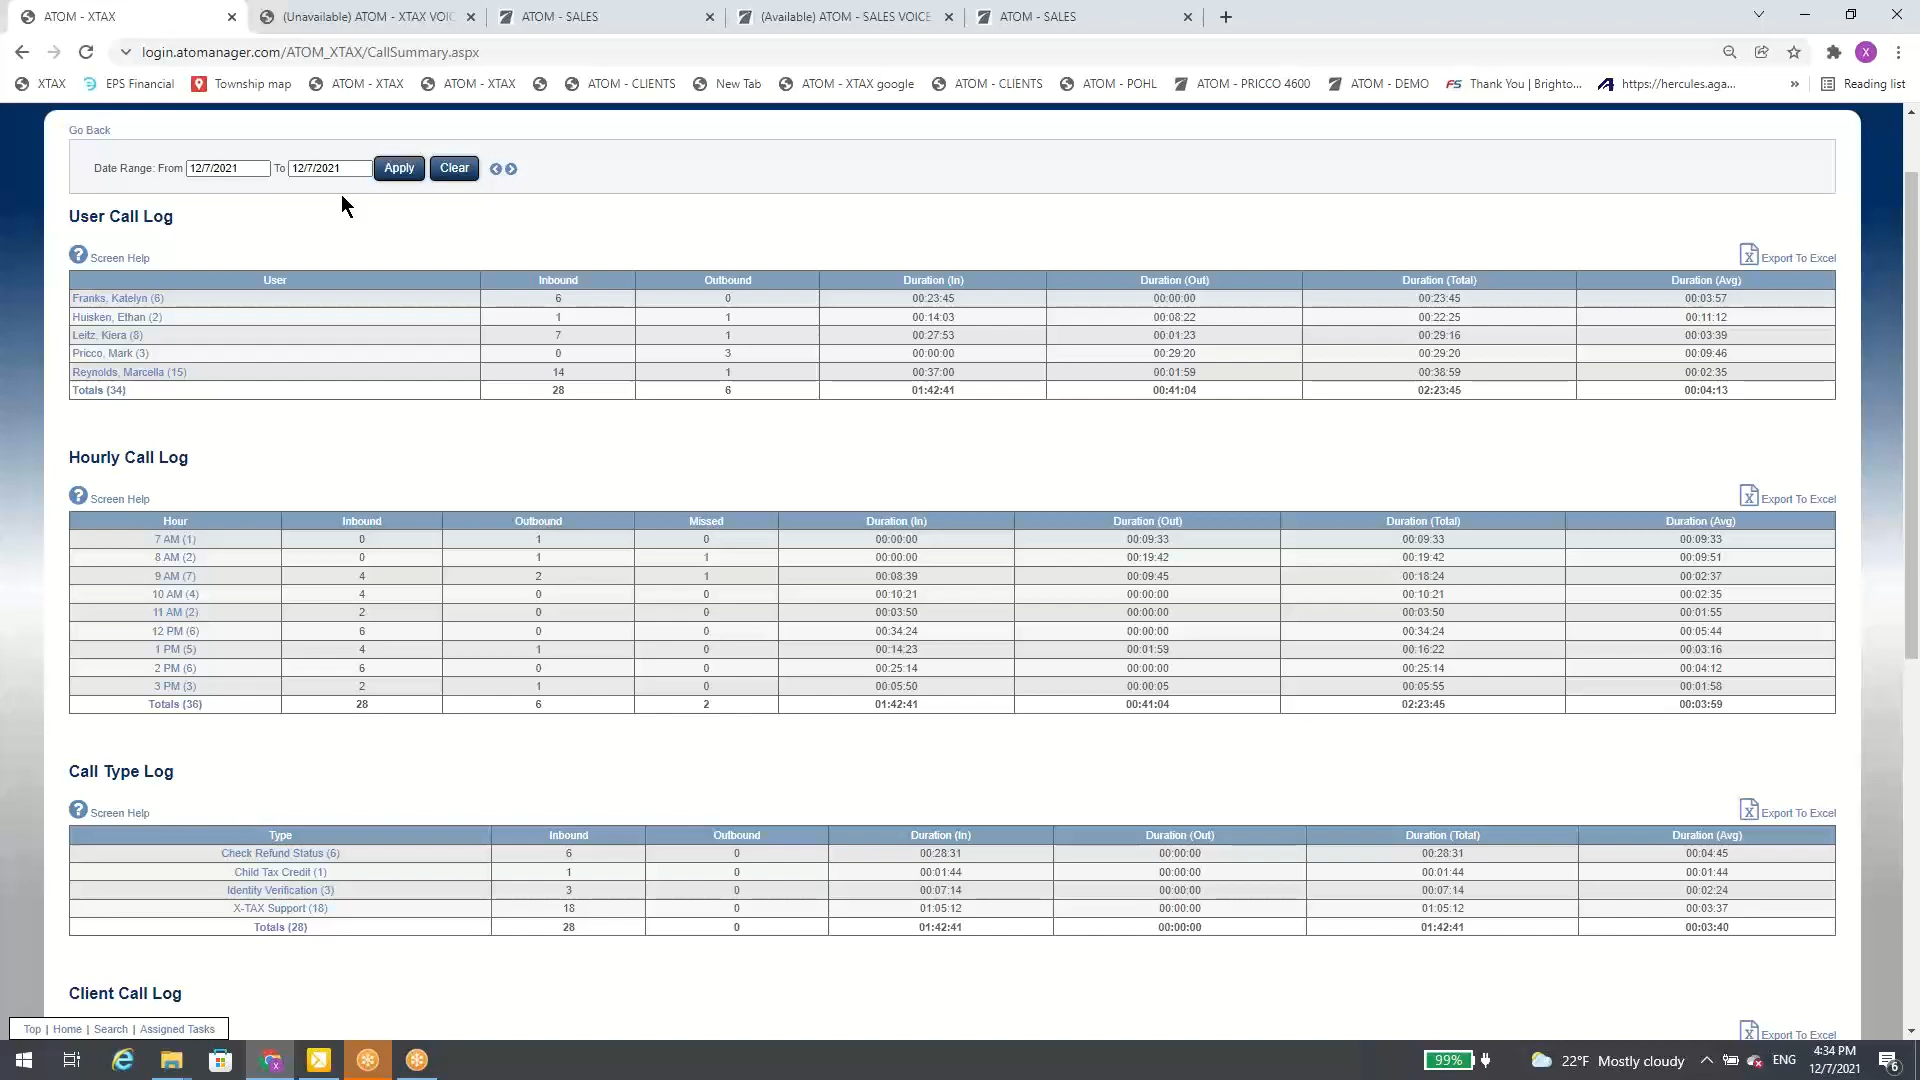 ATOM - XTAX
(Unavailable) ATOM - XTAX VOIC
ATOM - SALES
(Available) ATOM - SALES VOICE
ATOM - SALES
login.atomanager.com/ATOM_XTAX/CallSummary.aspx
X
XTAX EPS Financial Township map ATOM - XTAX ATOM - XTAX ATOM - CLIENTS New Tab ATOM - XTAX google ATOM - CLIENTS ATOM - POHL ATOM - PRICCO 4600 ATOM - DEMO FS Thank You | Brighto... https://hercules.aga... » Reading list
Go Back
Date Range: From 12/7/2021 To 12/7/2021 Apply Clear
User Call Log
? Screen Help X Export To Excel
User Inbound Outbound Duration (In) Duration (Out) Duration (Total) Duration (Avg)
Franks, Katelyn (6) 6 0 00:23:45 00:00:00 00:23:45 00:03:57
Huisken, Ethan (2) 1 1 00:14:03 00:08:22 00:22:25 00:11:12
Leitz, Kiera (8) 7 1 00:27:53 00:01:23 00:29:16 00:03:39
Pricco, Mark (3) 0 3 00:00:00 00:29:20 00:29:20 00:09:46
Reynolds, Marcella (15) 14 1 00:37:00 00:01:59 00:38:59 00:02:35
Totals (34) 28 6 01:42:41 00:41:04 02:23:45 00:04:13
Hourly Call Log
? Screen Help X Export To Excel
Hour Inbound Outbound Missed Duration (In) Duration (Out) Duration (Total) Duration (Avg)
7 AM (1) 0 1 0 00:00:00 00:09:33 00:09:33 00:09:33
8 AM (2) 0 1 1 00:00:00 00:19:42 00:19:42 00:09:51
9 AM (7) 4 2 1 00:08:39 00:09:45 00:18:24 00:02:37
10 AM (4) 4 0 0 00:10:21 00:00:00 00:10:21 00:02:35
11 AM (2) 2 0 0 00:03:50 00:00:00 00:03:50 00:01:55
12 PM (6) 6 0 0 00:34:24 00:00:00 00:34:24 00:05:44
1 PM (5) 4 1 0 00:14:23 00:01:59 00:16:22 00:03:16
2 PM (6) 6 0 0 00:25:14 00:00:00 00:25:14 00:04:12
3 PM (3) 2 1 0 00:05:50 00:00:05 00:05:55 00:01:58
Totals (36) 28 6 2 01:42:41 00:41:04 02:23:45 00:03:59
Call Type Log
? Screen Help X Export To Excel
Type Inbound Outbound Duration (In) Duration (Out) Duration (Total) Duration (Avg)
Check Refund Status (6) 6 0 00:28:31 00:00:00 00:28:31 00:04:45
Child Tax Credit (1) 1 0 00:01:44 00:00:00 00:01:44 00:01:44
Identity Verification (3) 3 0 00:07:14 00:00:00 00:07:14 00:02:24
X-TAX Support (18) 18 0 01:05:12 00:00:00 01:05:12 00:03:37
Totals (28) 28 0 01:42:41 00:00:00 01:42:41 00:03:40
Client Call Log
X Export To Excel
Top | Home | Search | Assigned Tasks
99% 22°F Mostly cloudy ENG 4:34 PM
12/7/2021 6